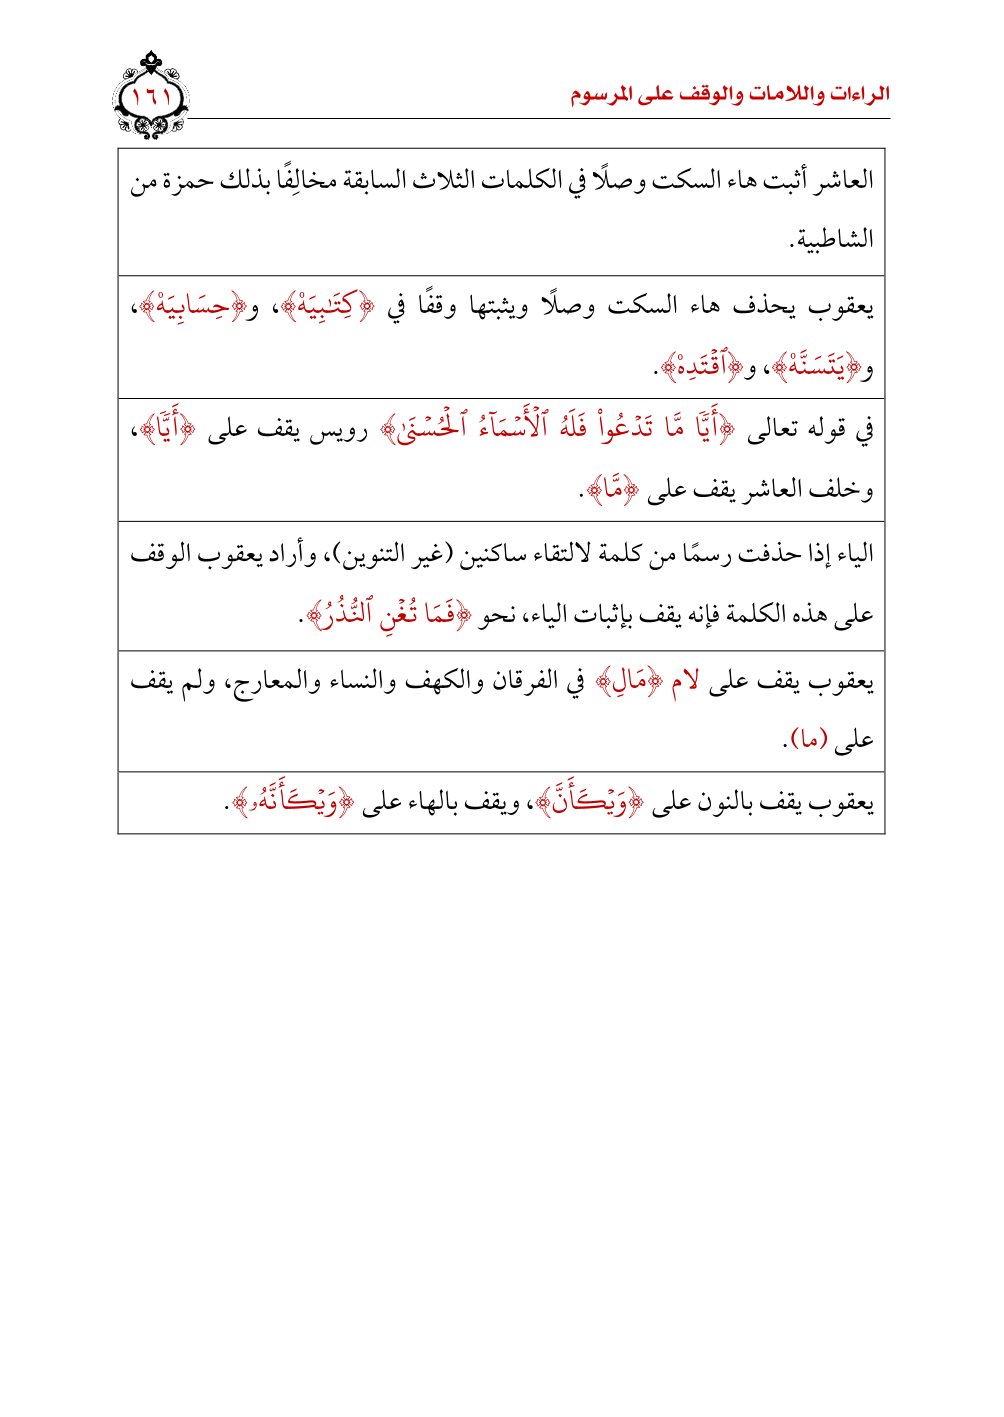 الراءات واللامات والوقف على المرسوم
١٦١
العاشر أثبت هاء السكت وصلًا في الكلمات الثلاث السابقة مخالِفًا بذلك حمزة من
الشاطبية.
يعقوب يحذف هاء السكت وصلًا ويثبتها وقفًا في ﴿كِتَٰبِيَهْ﴾، و﴿حِسَابِيَهْ﴾،
و﴿يَتَسَنَّهْ﴾، و﴿ٱقْتَدِهْ﴾.
في قوله تعالى ﴿أَيّٗا مَّا تَدۡعُواْ فَلَهُ ٱلۡأَسۡمَآءُ ٱلۡحُسۡنَىٰ﴾ رويس يقف على ﴿أَيّٗا﴾،
وخلف العاشر يقف على ﴿مَّا﴾.
الياء إذا حذفت رسمًا من كلمة لالتقاء ساكنين (غير التنوين)، وأراد يعقوب الوقف
على هذه الكلمة فإنه يقف بإثبات الياء، نحو ﴿فَمَا تُغۡنِ ٱلنُّذُرُ﴾.
يعقوب يقف على لام ﴿مَالِ﴾ في الفرقان والكهف والنساء والمعارج، ولم يقف
على (ما).
يعقوب يقف بالنون على ﴿وَيۡكَأَنَّ﴾، ويقف بالهاء على ﴿وَيۡكَأَنَّهُۥ﴾.